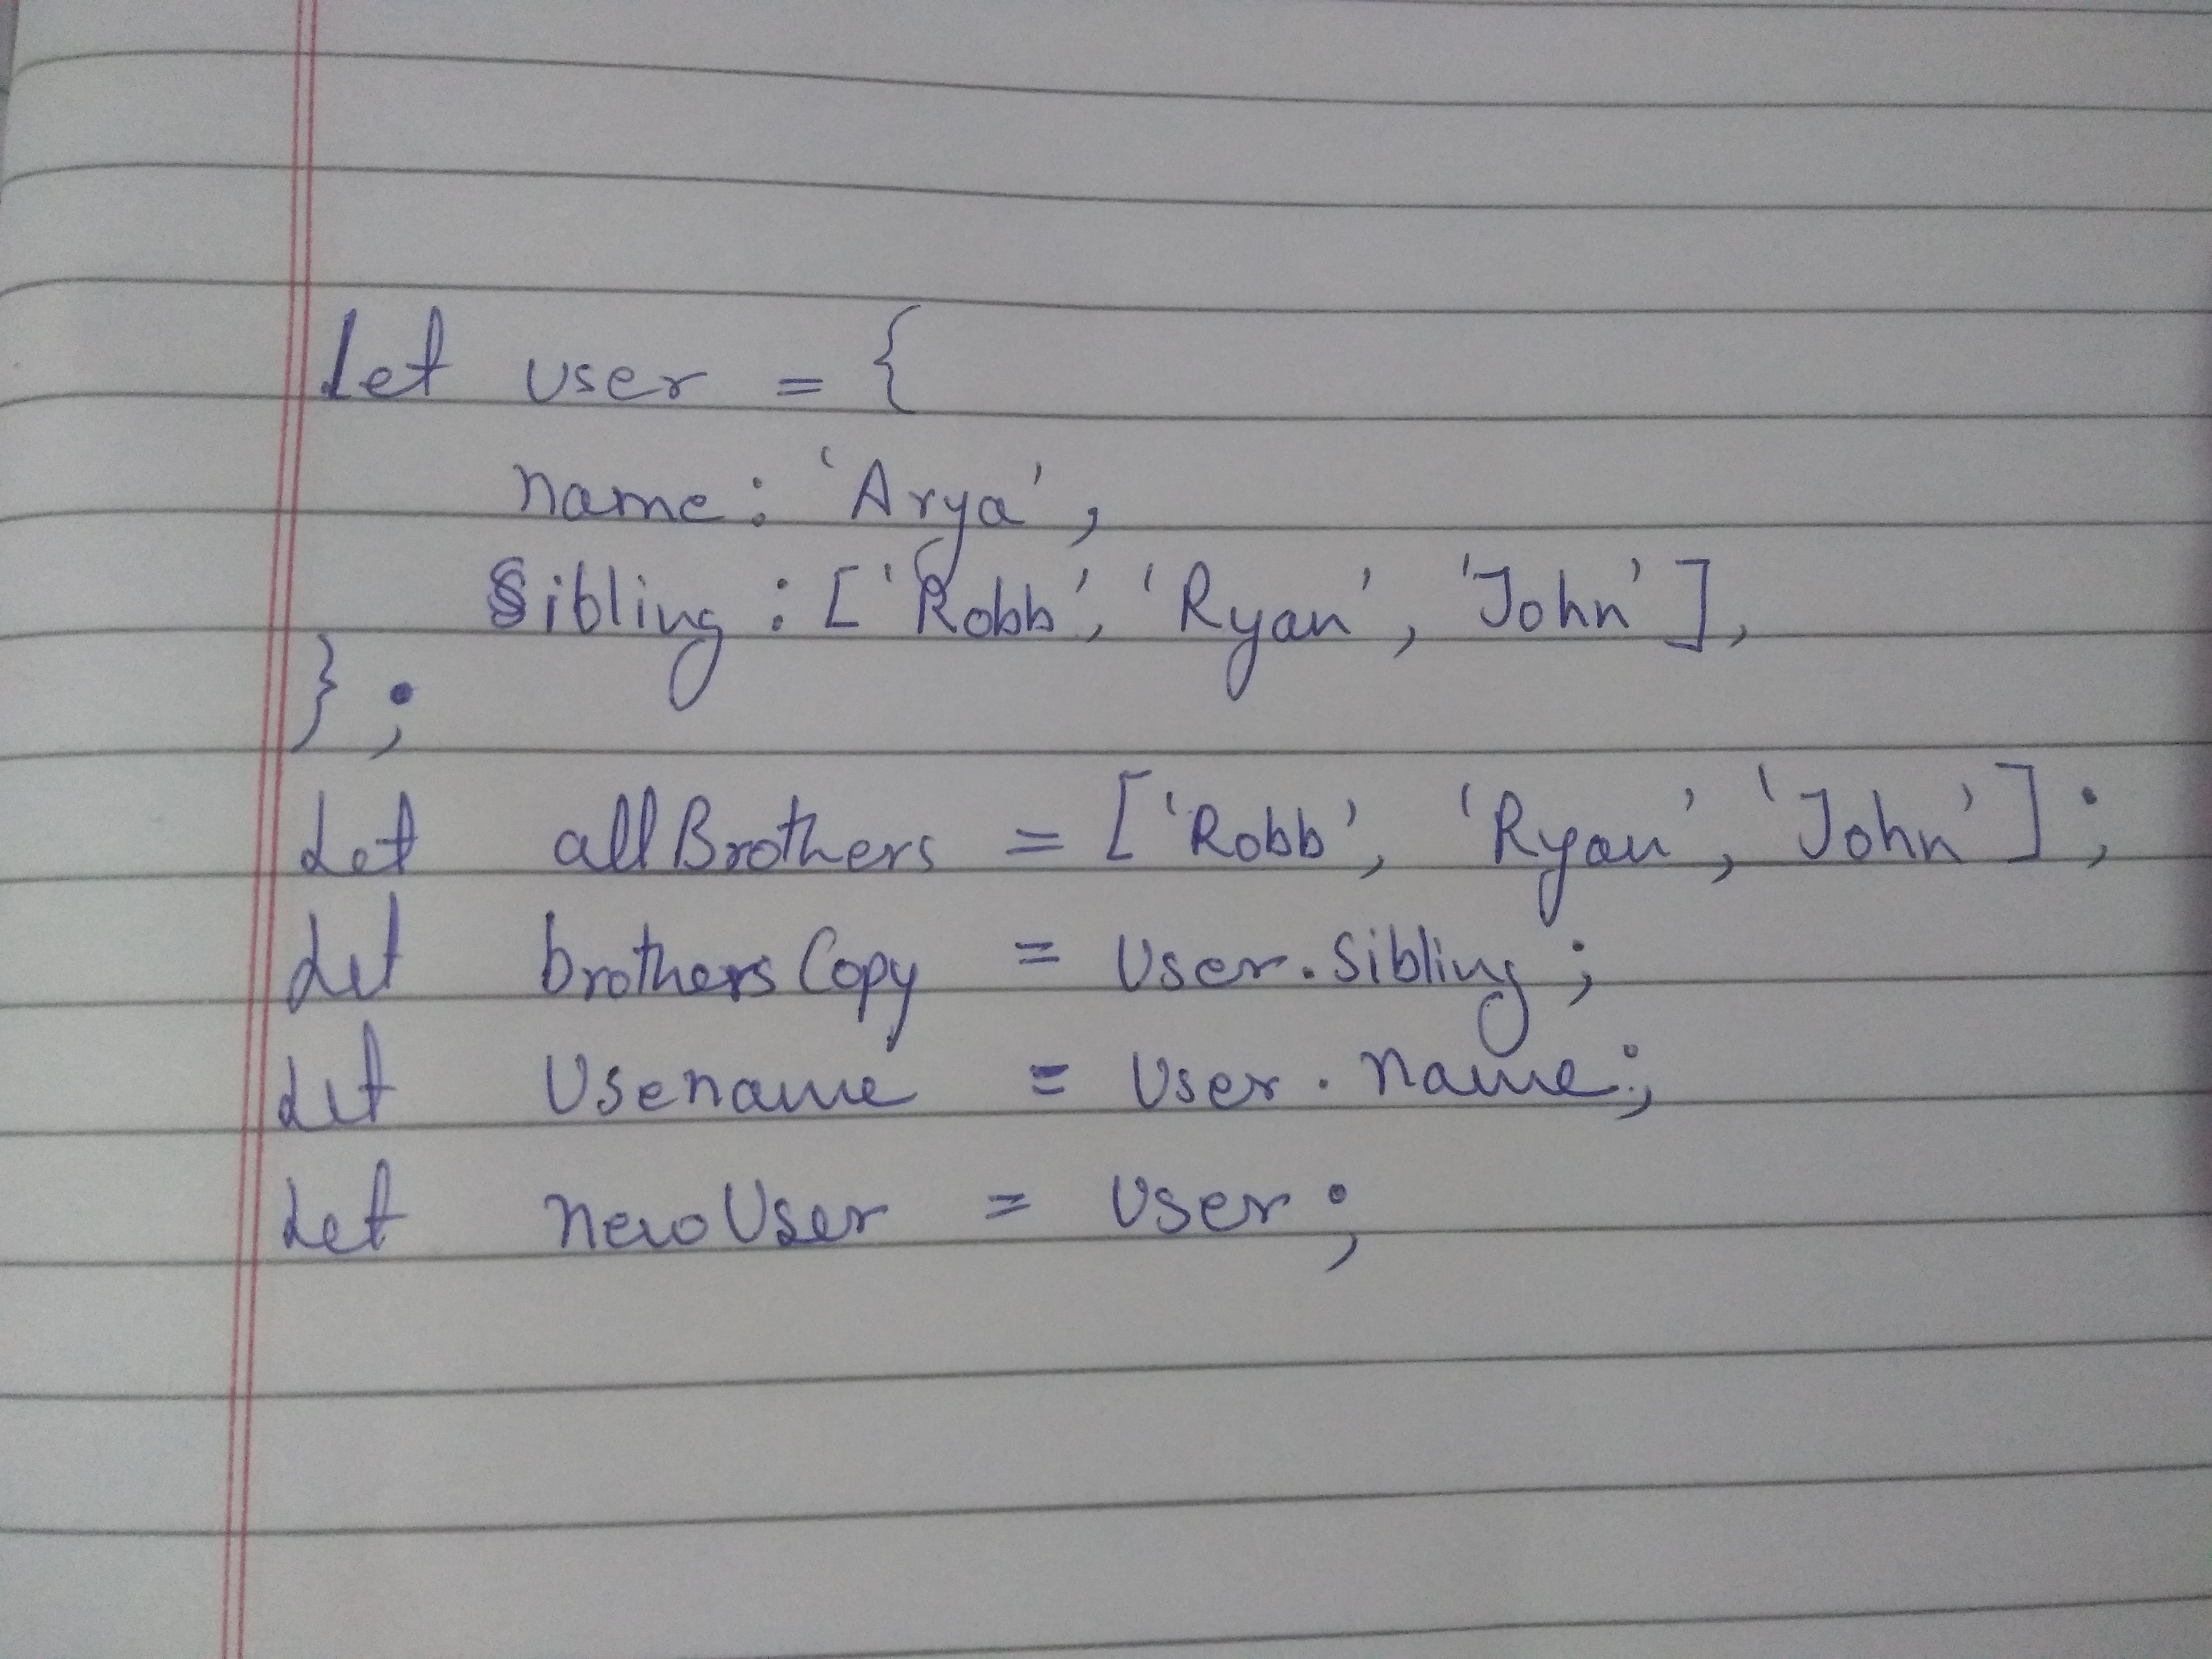 let user = {
name: 'Arya',
Sibling : ['Robb', 'Ryan', 'John'],
};
let allBrothers = ['Robb', 'Ryan', 'John'];
let brothersCopy = user.sibling;
let Usename = user.name;
let newUser = user;